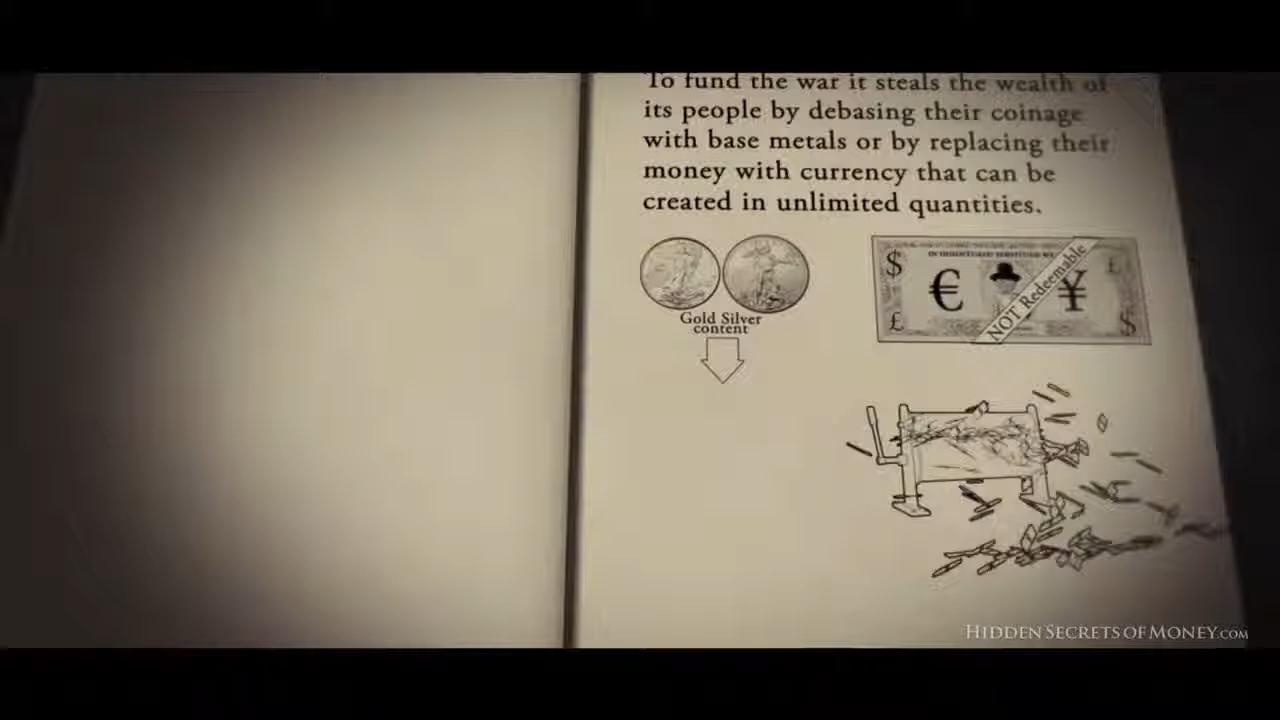 To fund the war it steals the wealth of
its people by debasing their coinage
with base metals or by replacing their
money with currency that can be
created in unlimited quantities.
Gold Silver
content
$ € ¥ £
£ $
NOT Redeemable
HIDDEN SECRETS OF MONEY.COM